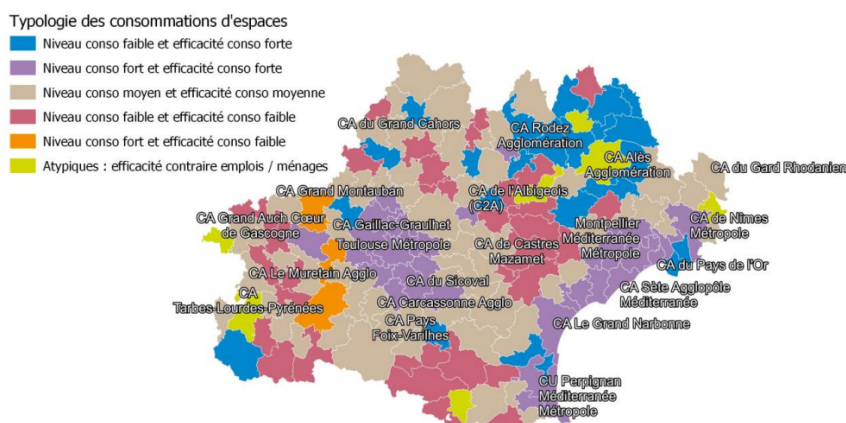 Typologie des consommations d'espaces
Niveau conso faible et efficacité conso forte
Niveau conso fort et efficacité conso forte
Niveau conso moyen et efficacité conso moyenne
Niveau conso faible et efficacité conso faible
Niveau conso fort et efficacité conso faible
Atypiques : efficacité contraire emplois / ménages
CA du Grand Cahors
CA Rodez
Agglomération
CA Alès
Agglomération
CA du Gard Rhodanien
CA Grand Montauban
CA de l'Albigeois
(C2A)
CA Grand Auch Cœur
de Gascogne
CA Gaillac-Graulhet
Toulouse Métropole
CA de Castres
Mazamet
Montpellier
Méditerranée
Métropole
CA de Nîmes
Métropole
CA du Pays de l'Or
CA Le Muretain Agglo
CA du Sicoval
CA Sète Agglopôle
Méditerranée
CA
Tarbes-Lourdes-Pyrénées
CA Carcassonne Agglo
CA Pays
Foix-Varilhes
CA Le Grand Narbonne
CU Perpignan
Méditerranée
Métropole